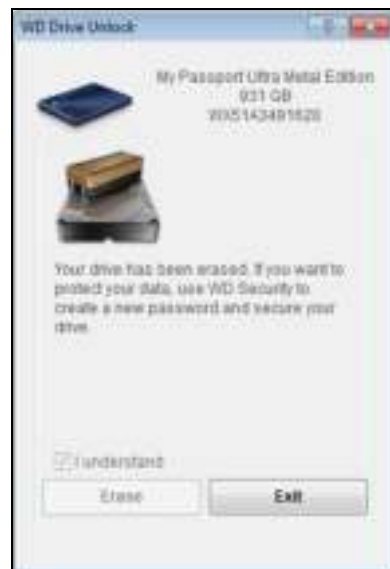 WD Drive Unlock
My Passport Ultra Metal Edition
931 GB
Your drive has been erased. If you want to
protect your data, use WD Security to
create a new password and secure your
drive.
I understand
Erase
Exit